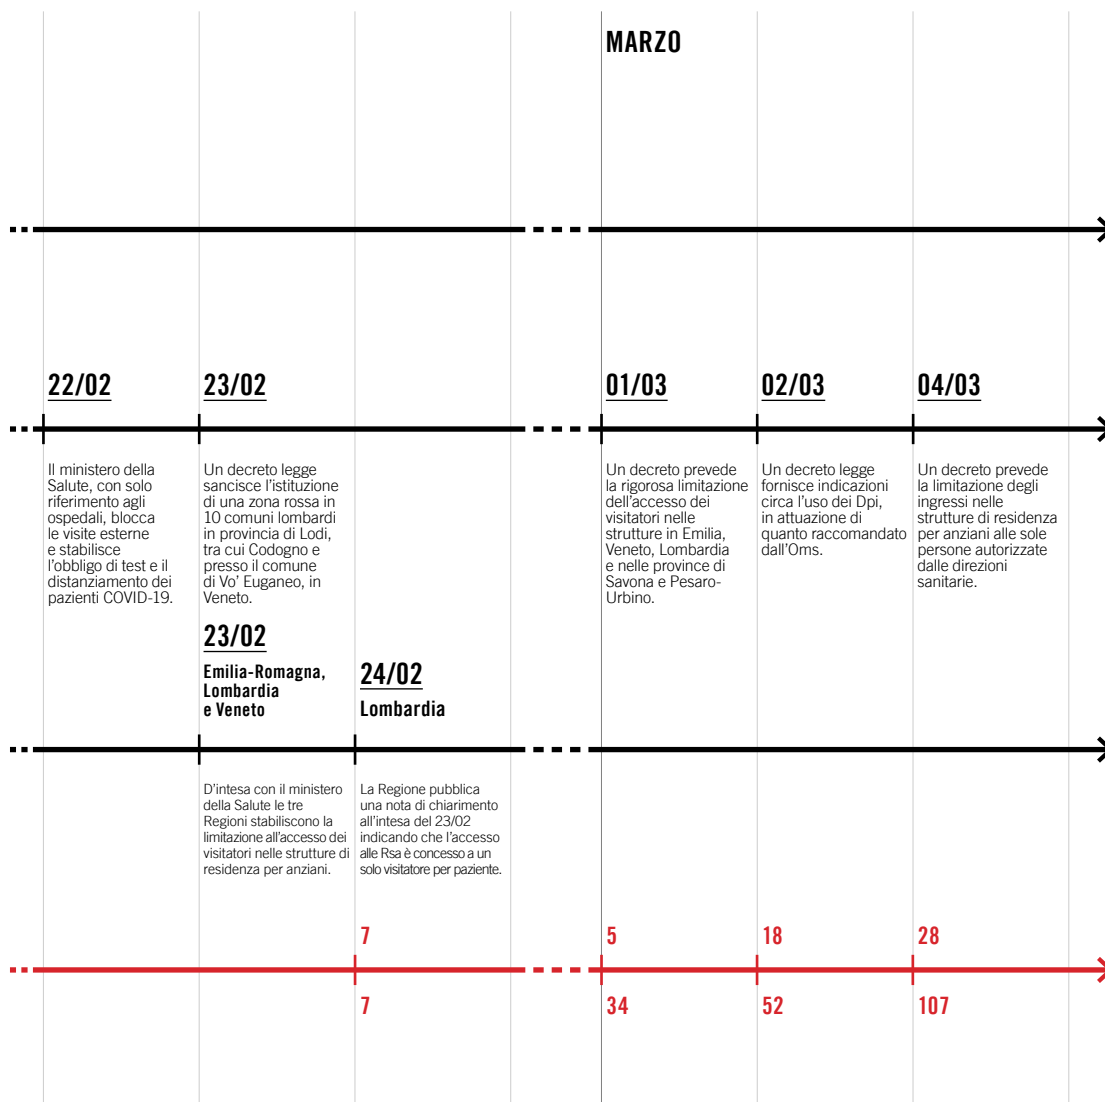 MARZO
22/02
Il ministero della
Salute, con solo
riferimento agli
ospedali, blocca
le visite esterne
e stabilisce
l'obbligo di test e il
distanziamento dei
pazienti COVID-19.
23/02
Un decreto legge
sancisce l'istituzione
di una zona rossa in
10 comuni lombardi
in provincia di Lodi,
tra cui Codogno e
presso il comune
di Vo' Euganeo, in
Veneto.
01/03
Un decreto prevede
la rigorosa limitazione
dell'accesso dei
visitatori nelle
strutture in Emilia,
Veneto, Lombardia
e nelle province di
Savona e Pesaro-
Urbino.
02/03
Un decreto legge
fornisce indicazioni
circa l'uso dei Dpi,
in attuazione di
quanto raccomandato
dall'Oms.
04/03
Un decreto prevede
la limitazione degli
ingressi nelle
strutture di residenza
per anziani alle sole
persone autorizzate
dalle direzioni
sanitarie.
23/02
Emilia-Romagna,
Lombardia
e Veneto
D'intesa con il ministero
della Salute le tre
Regioni stabiliscono la
limitazione all'accesso dei
visitatori nelle strutture di
residenza per anziani.
24/02
Lombardia
La Regione pubblica
una nota di chiarimento
all'intesa del 23/02
indicando che l'accesso
alle Rsa è concesso a un
solo visitatore per paziente.
7
5
18
28
7
34
52
107